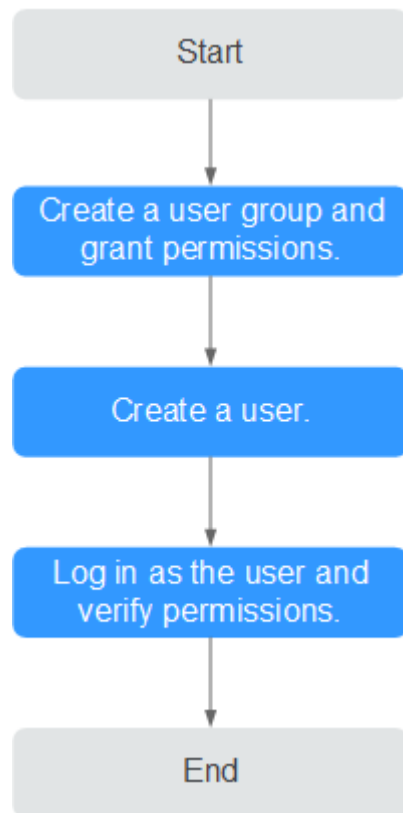 Start
Create a user group and
grant permissions.
Create a user.
Log in as the user and
verify permissions.
End